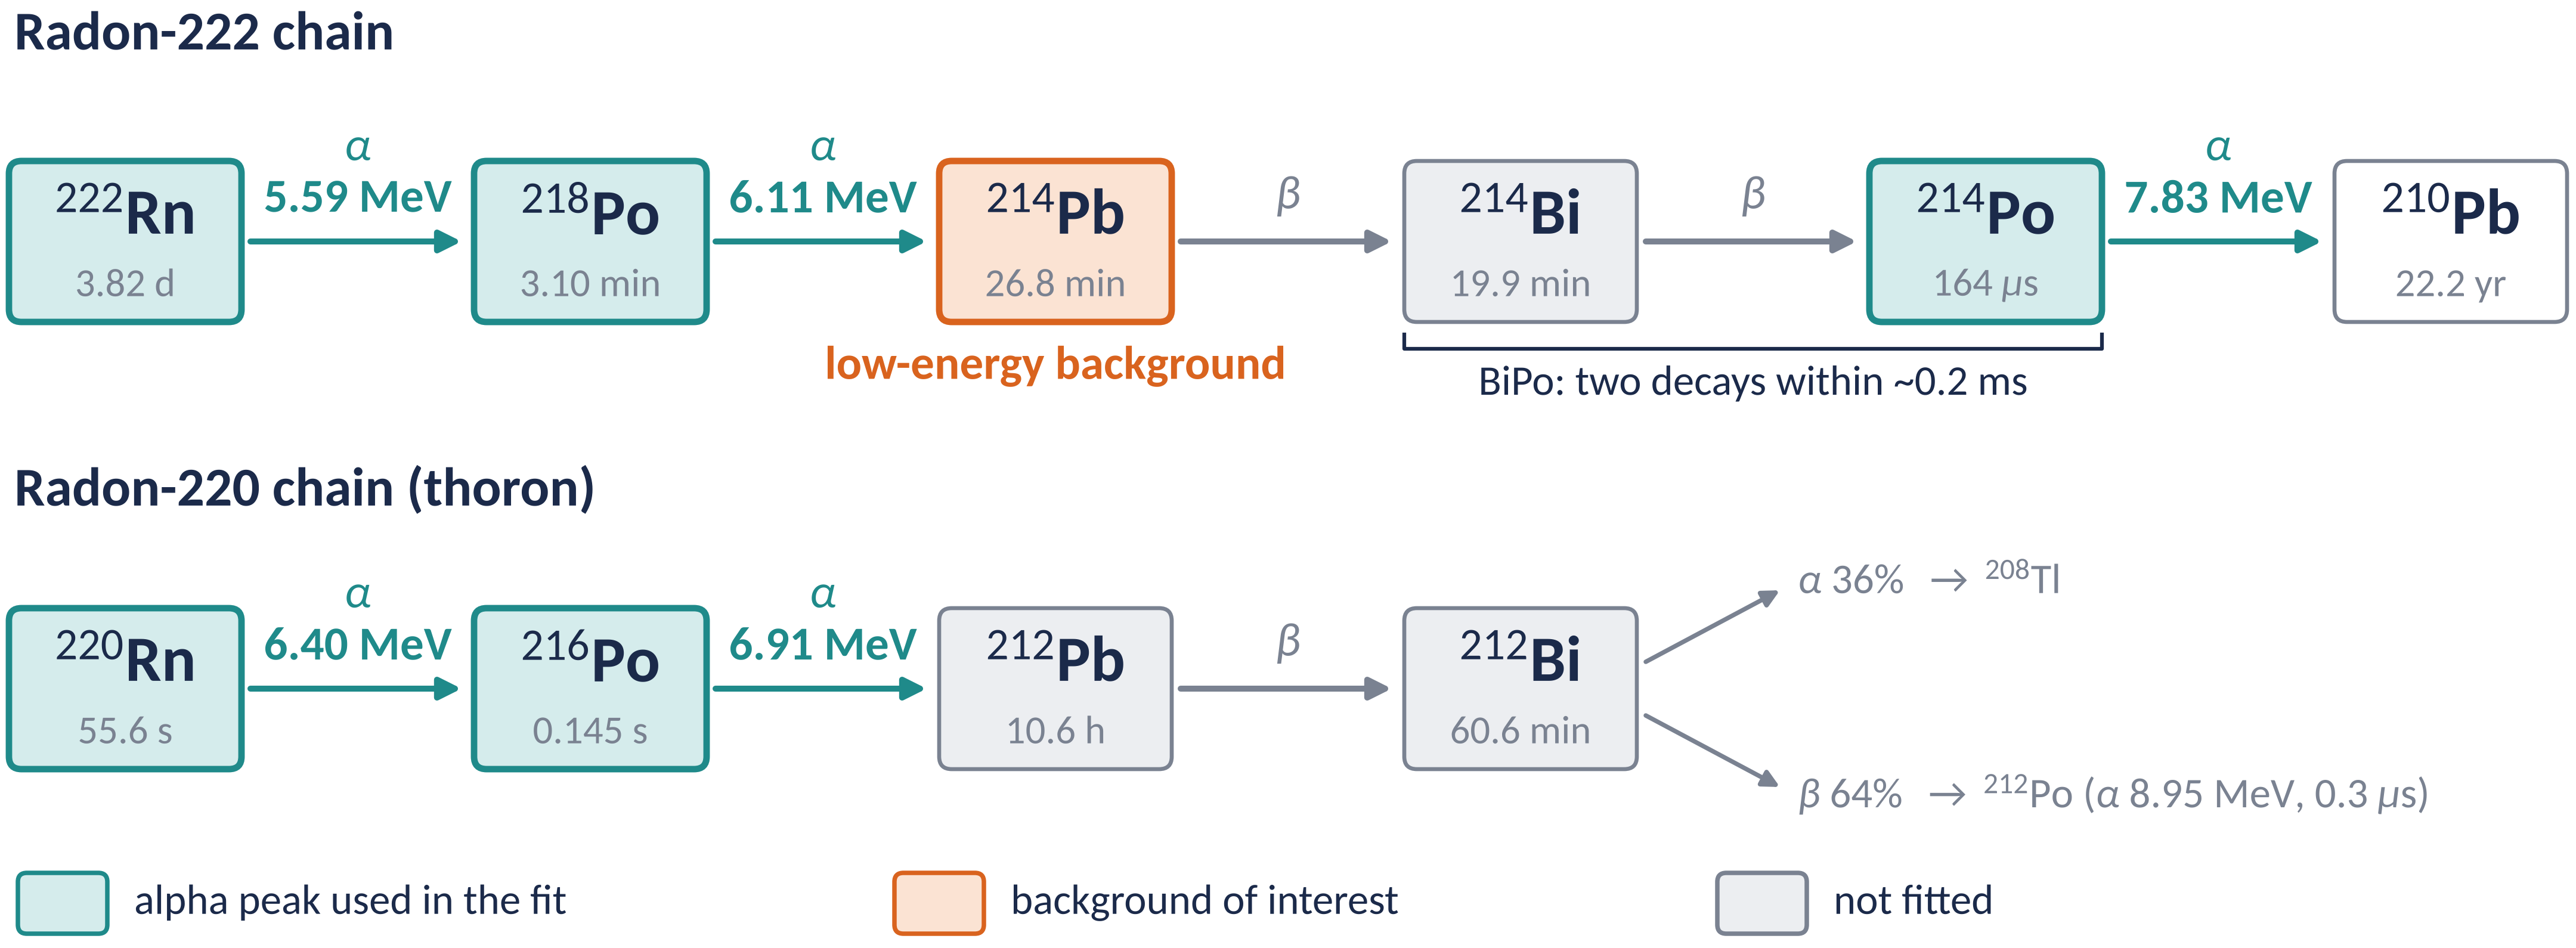 Radon-222 chain
α α α
5.59 MeV 6.11 MeV β β 7.83 MeV
²²²Rn ²¹⁸Po ²¹⁴Pb ²¹⁴Bi ²¹⁴Po ²¹⁰Pb
3.82 d 3.10 min 26.8 min 19.9 min 164 μs 22.2 yr
low-energy background
BiPo: two decays within ~0.2 ms
Radon-220 chain (thoron)
α 36% → ²⁰⁸Tl
α α
6.40 MeV 6.91 MeV β
²²⁰Rn ²¹⁶Po ²¹²Pb ²¹²Bi
55.6 s 0.145 s 10.6 h 60.6 min
β 64% → ²¹²Po (α 8.95 MeV, 0.3 μs)
alpha peak used in the fit background of interest not fitted